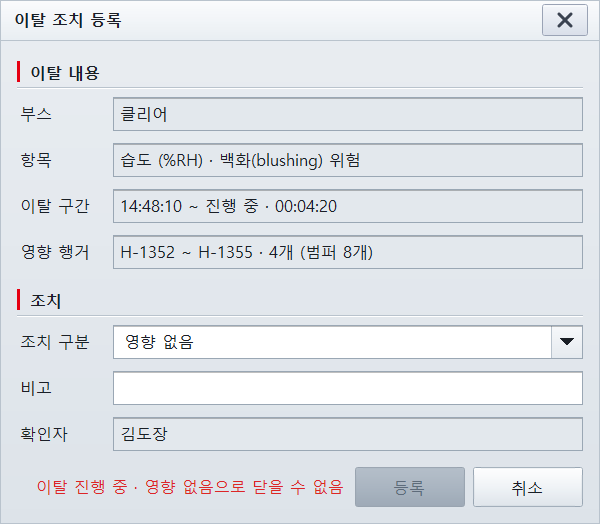 이탈 조치 등록
이탈 내용
부스 클리어
항목 습도 (%RH) · 백화(blushing) 위험
이탈 구간 14:48:10 ~ 진행 중 · 00:04:20
영향 행거 H-1352 ~ H-1355 · 4개 (범퍼 8개)
조치
조치 구분 영향 없음
비고
확인자 김도장
이탈 진행 중 · 영향 없음으로 닫을 수 없음 등록 취소